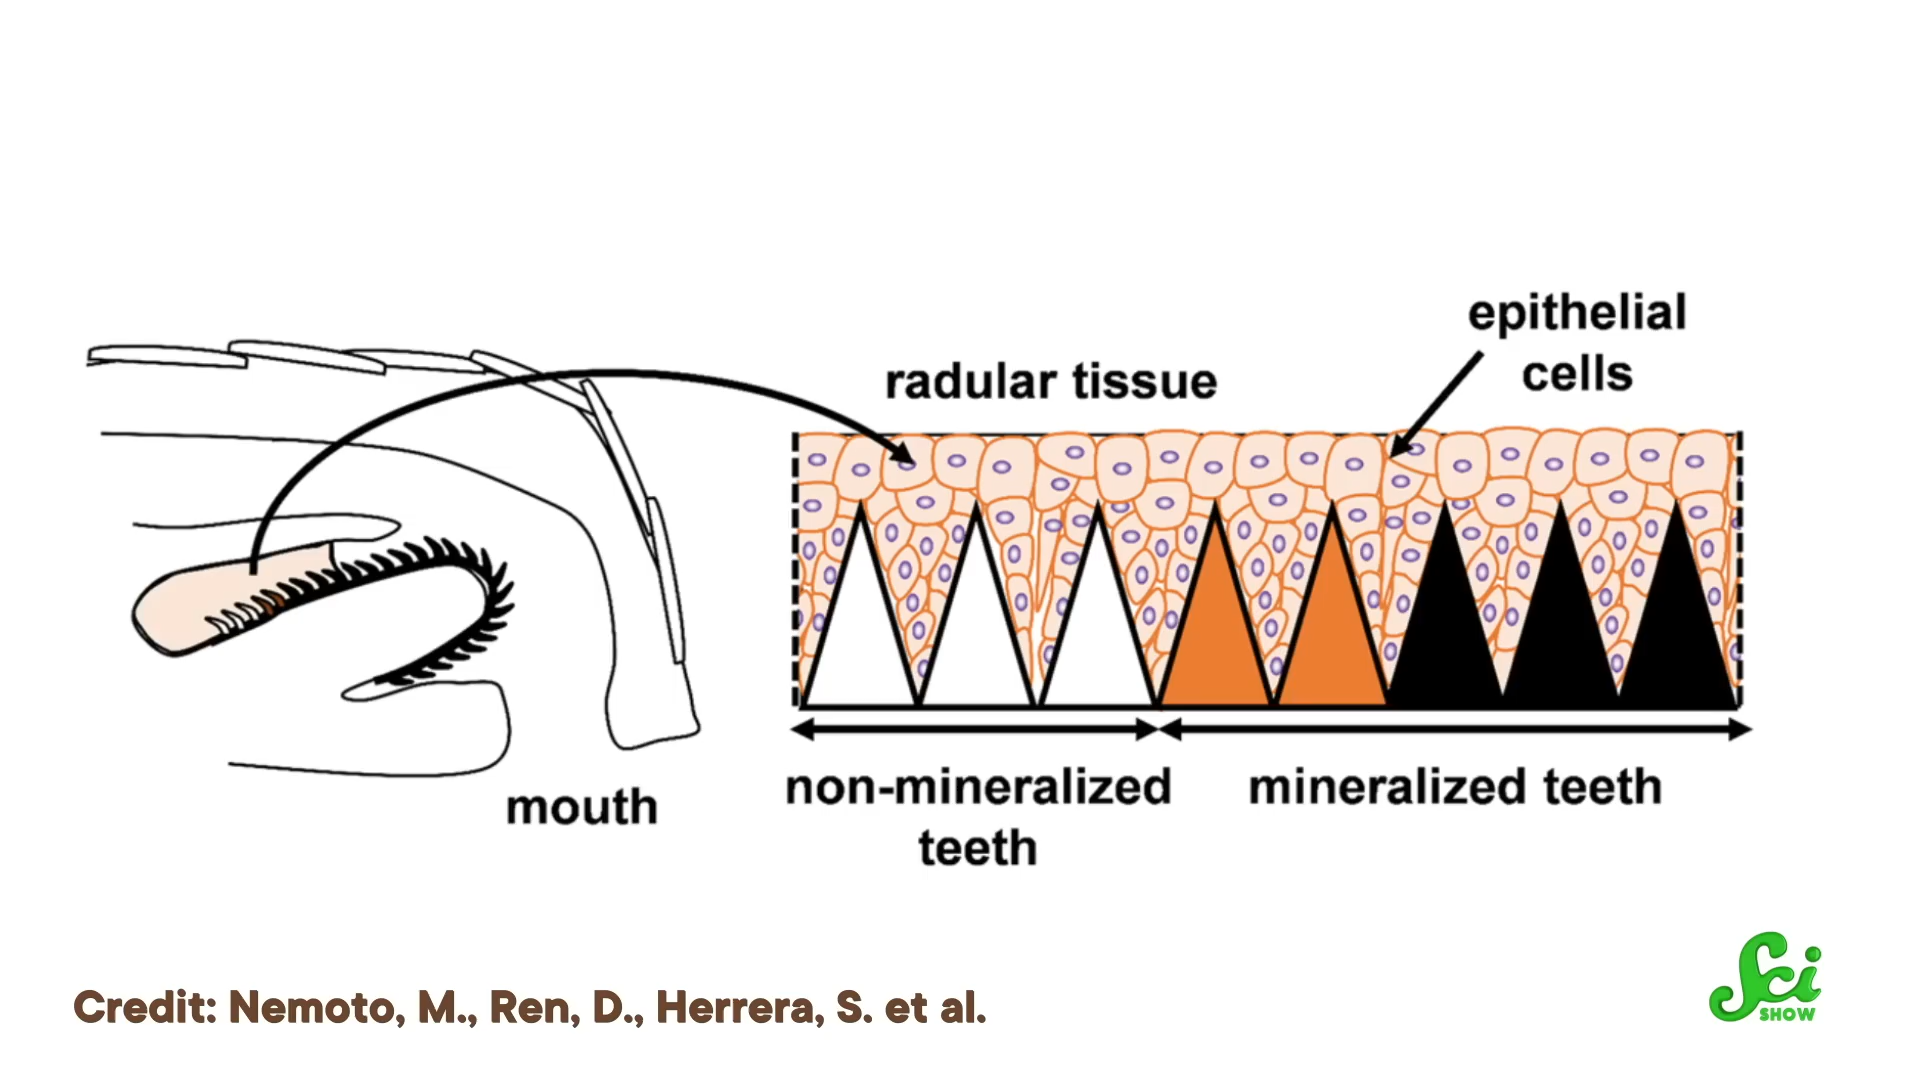 epithelial
cells
radular tissue
mouth
non-mineralized
teeth
mineralized teeth
Credit: Nemoto, M., Ren, D., Herrera, S. et al.
Sci
SHOW